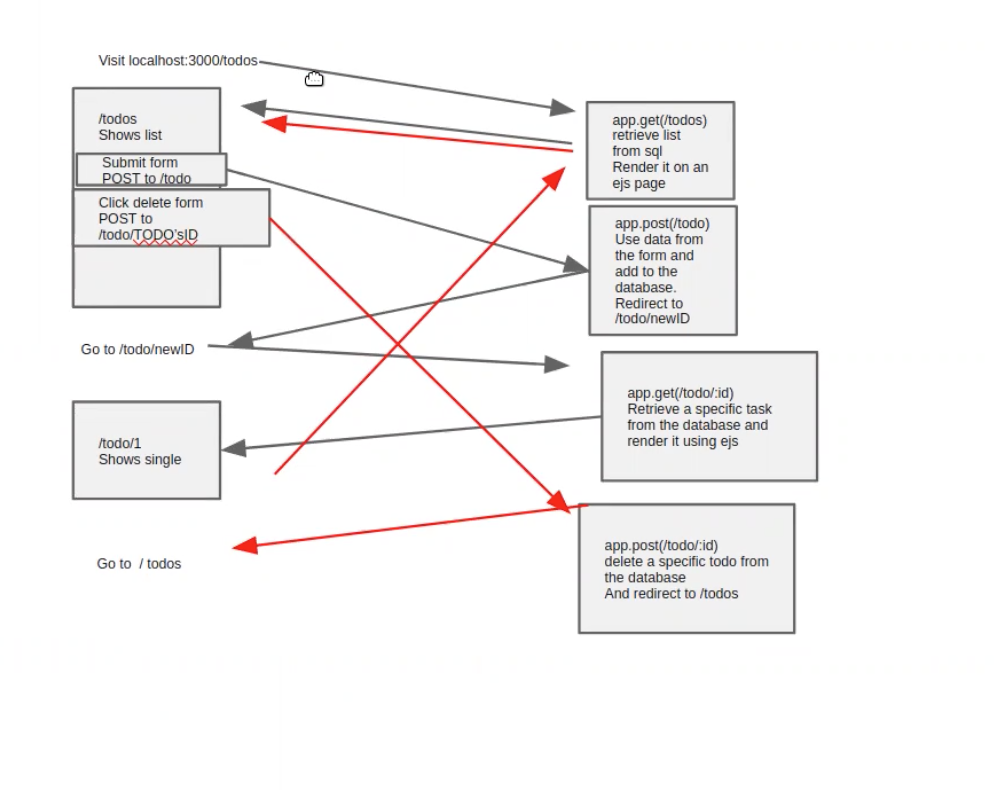 Visit localhost:3000/todos
/todos
Shows list
Submit form
POST to /todo
Click delete form
POST to
/todo/TODO'sID
Go to /todo/newID
/todo/1
Shows single
Go to / todos
app.get(/todos)
retrieve list
from sql
Render it on an
ejs page
app.post(/todo)
Use data from
the form and
add to the
database.
Redirect to
/todo/newID
app.get(/todo/:id)
Retrieve a specific task
from the database and
render it using ejs
app.post(/todo/:id)
delete a specific todo from
the database
And redirect to /todos